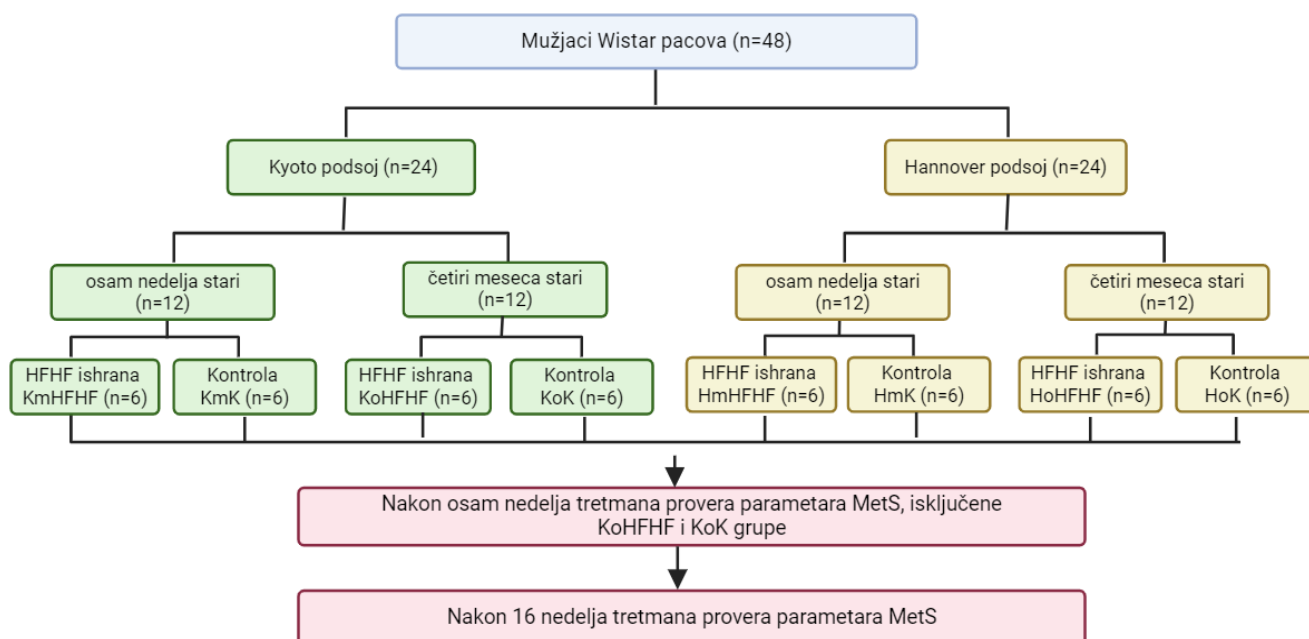 Mužjaci Wistar pacova (n=48)
Kyoto podsoj (n=24)
Hannover podsoj (n=24)
osam nedelja stari
(n=12)
četiri meseca stari
(n=12)
osam nedelja stari
(n=12)
četiri meseca stari
(n=12)
HFHF ishrana
KmHFHF (n=6)
Kontrola
KmK (n=6)
HFHF ishrana
KoHFHF (n=6)
Kontrola
KoK (n=6)
HFHF ishrana
HmHFHF (n=6)
Kontrola
HmK (n=6)
HFHF ishrana
HoHFHF (n=6)
Kontrola
HoK (n=6)
Nakon osam nedelja tretmana provera parametara MetS, isključene
KoHFHF i KoK grupe
Nakon 16 nedelja tretmana provera parametara MetS